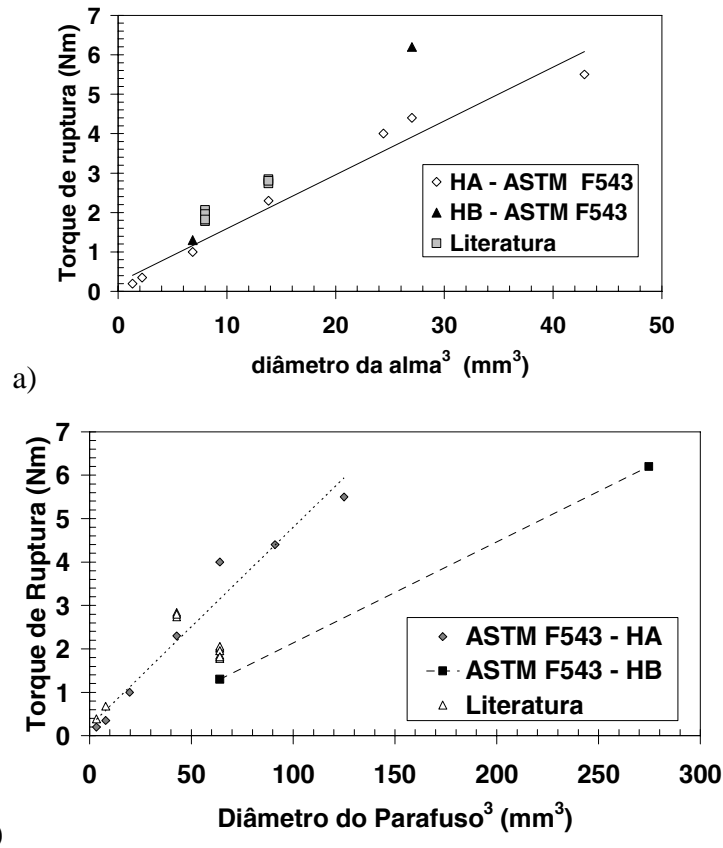 Torque de ruptura (Nm)
7
6
5
4
3
2
1
0
HA - ASTM F543
HB - ASTM F543
Literatura
0 10 20 30 40 50
diâmetro da alma³ (mm³)
a)
Torque de Ruptura (Nm)
7
6
5
4
3
2
1
0
ASTM F543 - HA
ASTM F543 - HB
Literatura
0 50 100 150 200 250 300
Diâmetro do Parafuso³ (mm³)
)